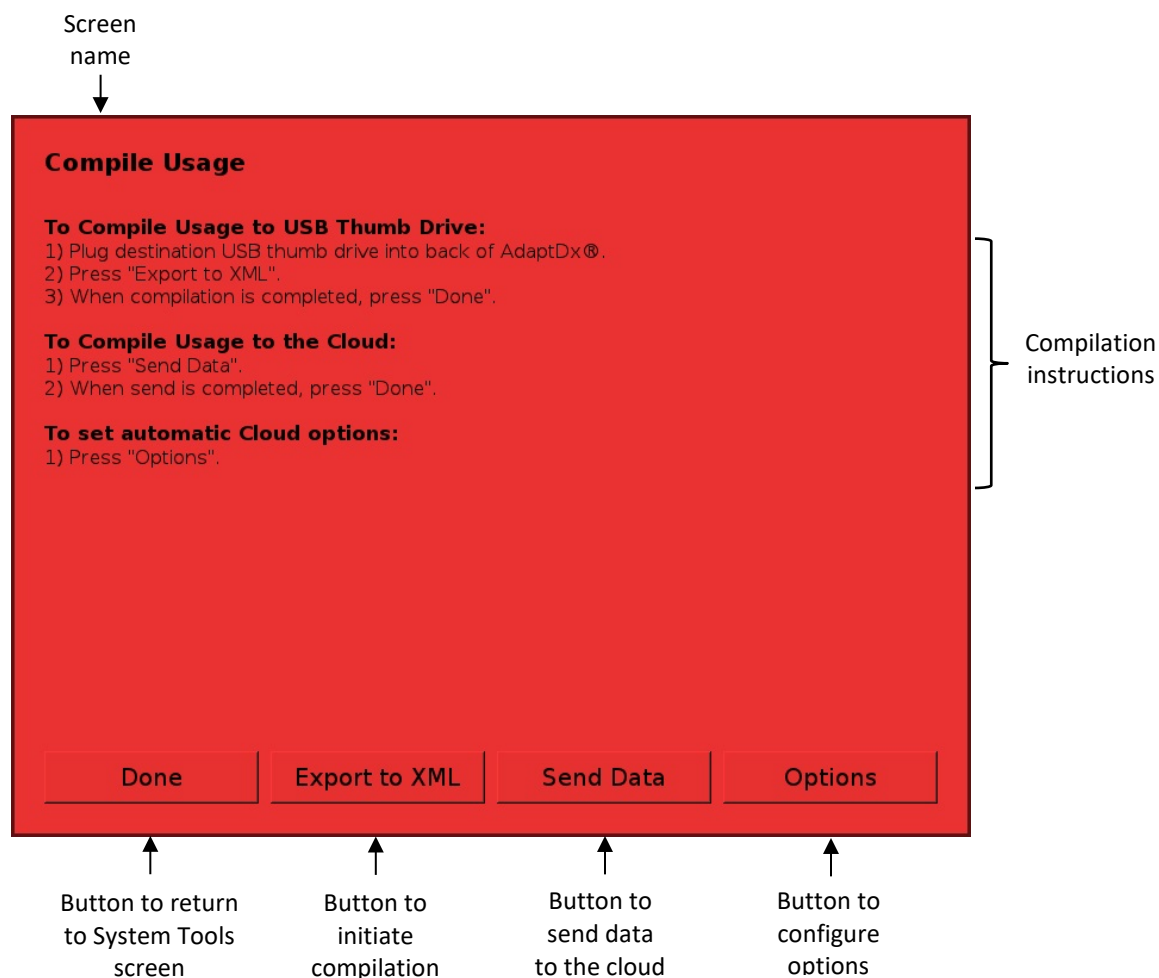 Screen
name
Compile Usage
To Compile Usage to USB Thumb Drive:
1) Plug destination USB thumb drive into back of AdaptDx®.
2) Press "Export to XML".
3) When compilation is completed, press "Done".
To Compile Usage to the Cloud:
1) Press "Send Data".
2) When send is completed, press "Done".
To set automatic Cloud options:
1) Press "Options".
Compilation
instructions
Done
Export to XML
Send Data
Options
Button to return
to System Tools
screen
Button to
initiate
compilation
Button to
send data
to the cloud
Button to
configure
options